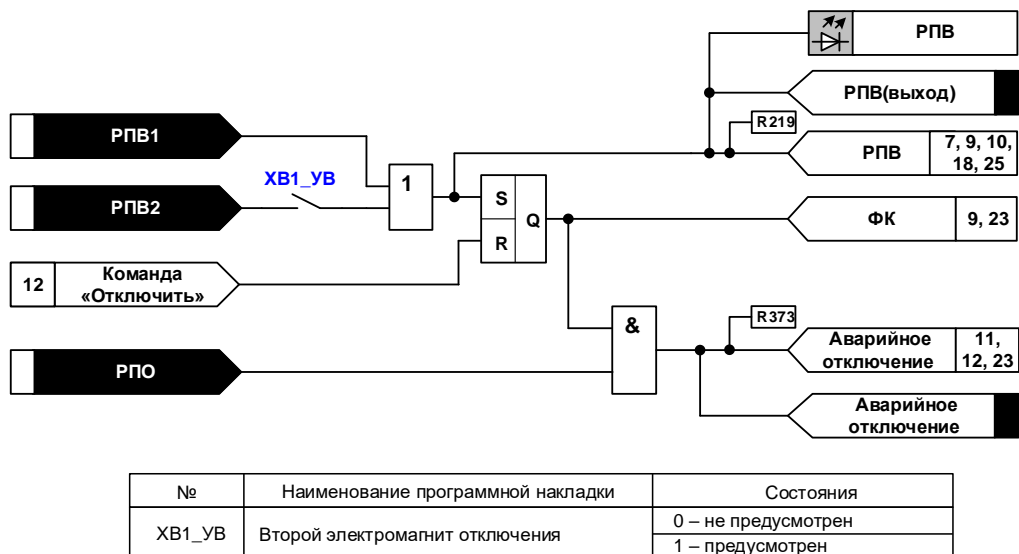 РПВ
РПВ(выход)
R219
РПВ1
РПВ
7, 9, 10,
18, 25
ХВ1_УВ
1
РПВ2
S
R
Q
ФК
9, 23
12
Команда
«Отключить»
&
R373
Аварийное
отключение
11,
12, 23
РПО
Аварийное
отключение
№
Наименование программной накладки
Состояния
ХВ1_УВ
Второй электромагнит отключения
0 – не предусмотрен
1 – предусмотрен